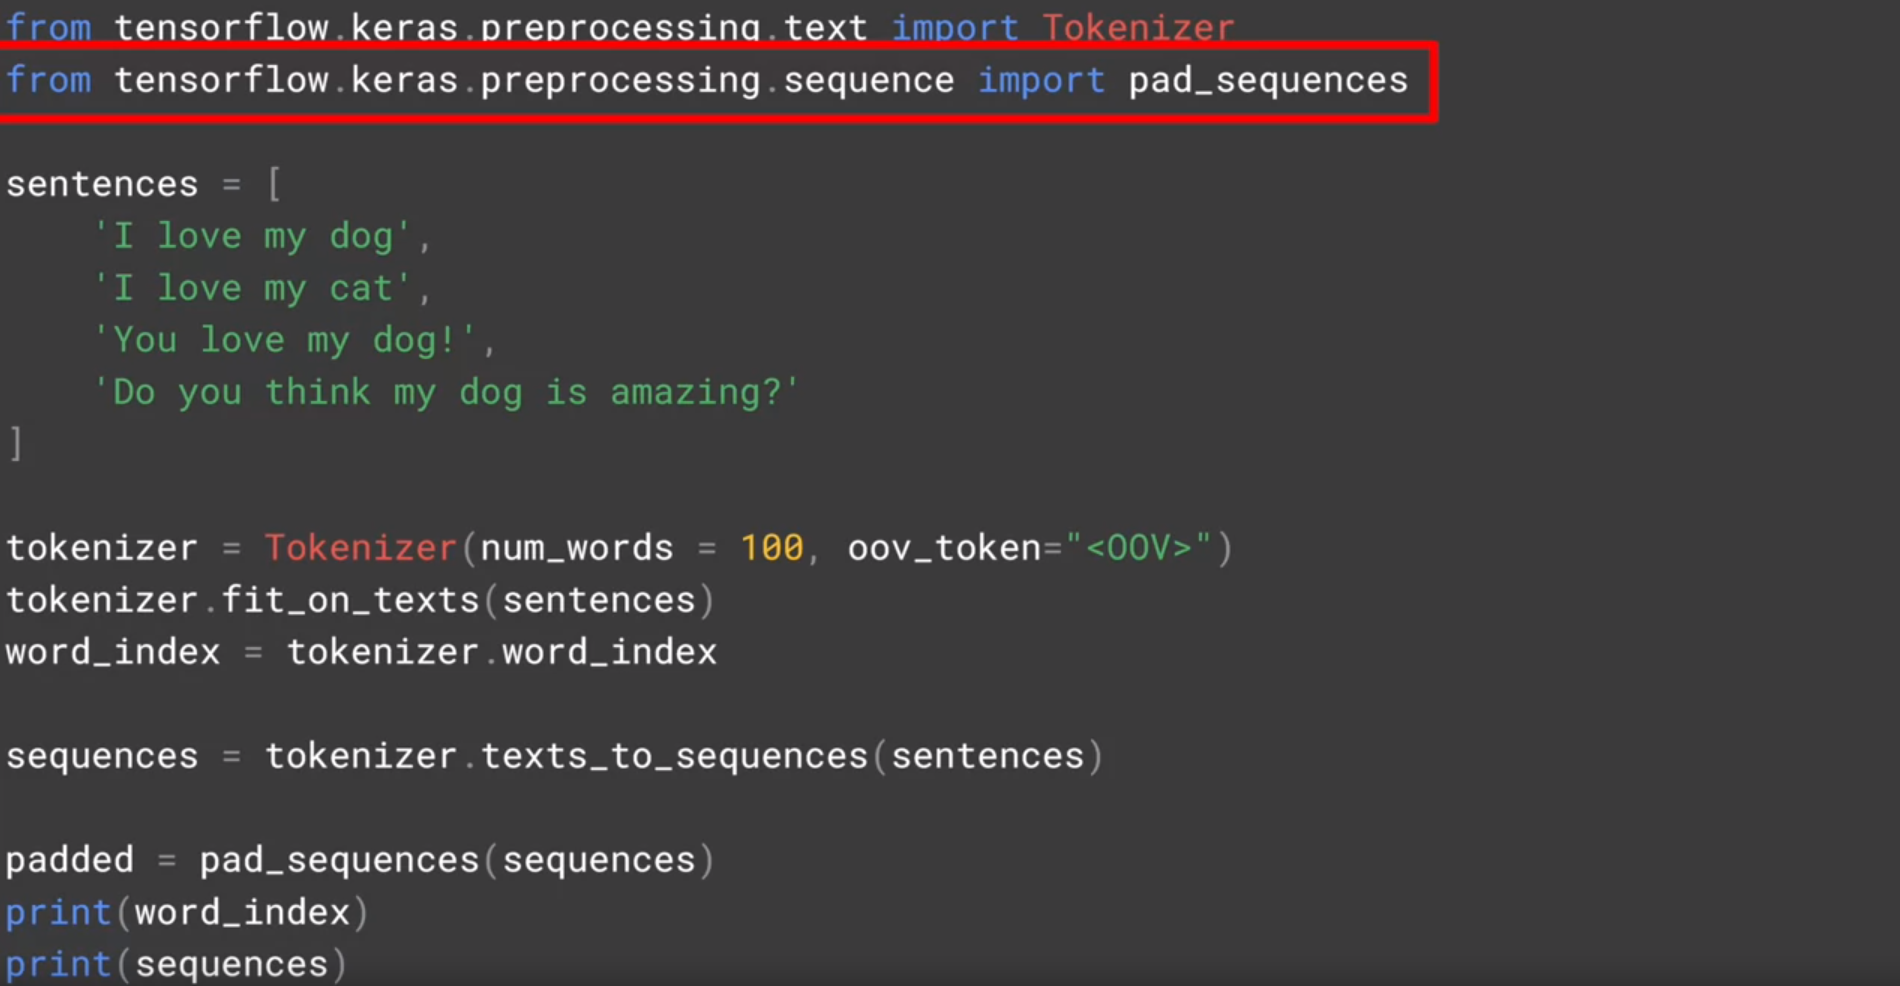 from tensorflow.keras.preprocessing.text import Tokenizer
from tensorflow.keras.preprocessing.sequence import pad_sequences
sentences = [
    'I love my dog',
    'I love my cat',
    'You love my dog!',
    'Do you think my dog is amazing?'
]
tokenizer = Tokenizer(num_words = 100, oov_token="<OOV>")
tokenizer.fit_on_texts(sentences)
word_index = tokenizer.word_index
sequences = tokenizer.texts_to_sequences(sentences)
padded = pad_sequences(sequences)
print(word_index)
print(sequences)